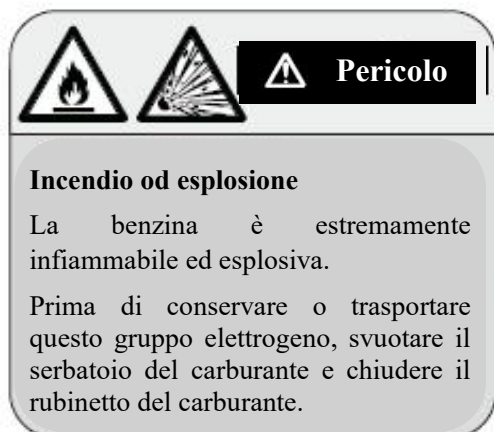 Pericolo
Incendio od esplosione
La benzina è estremamente
infiammabile ed esplosiva.
Prima di conservare o trasportare
questo gruppo elettrogeno, svuotare il
serbatoio del carburante e chiudere il
rubinetto del carburante.